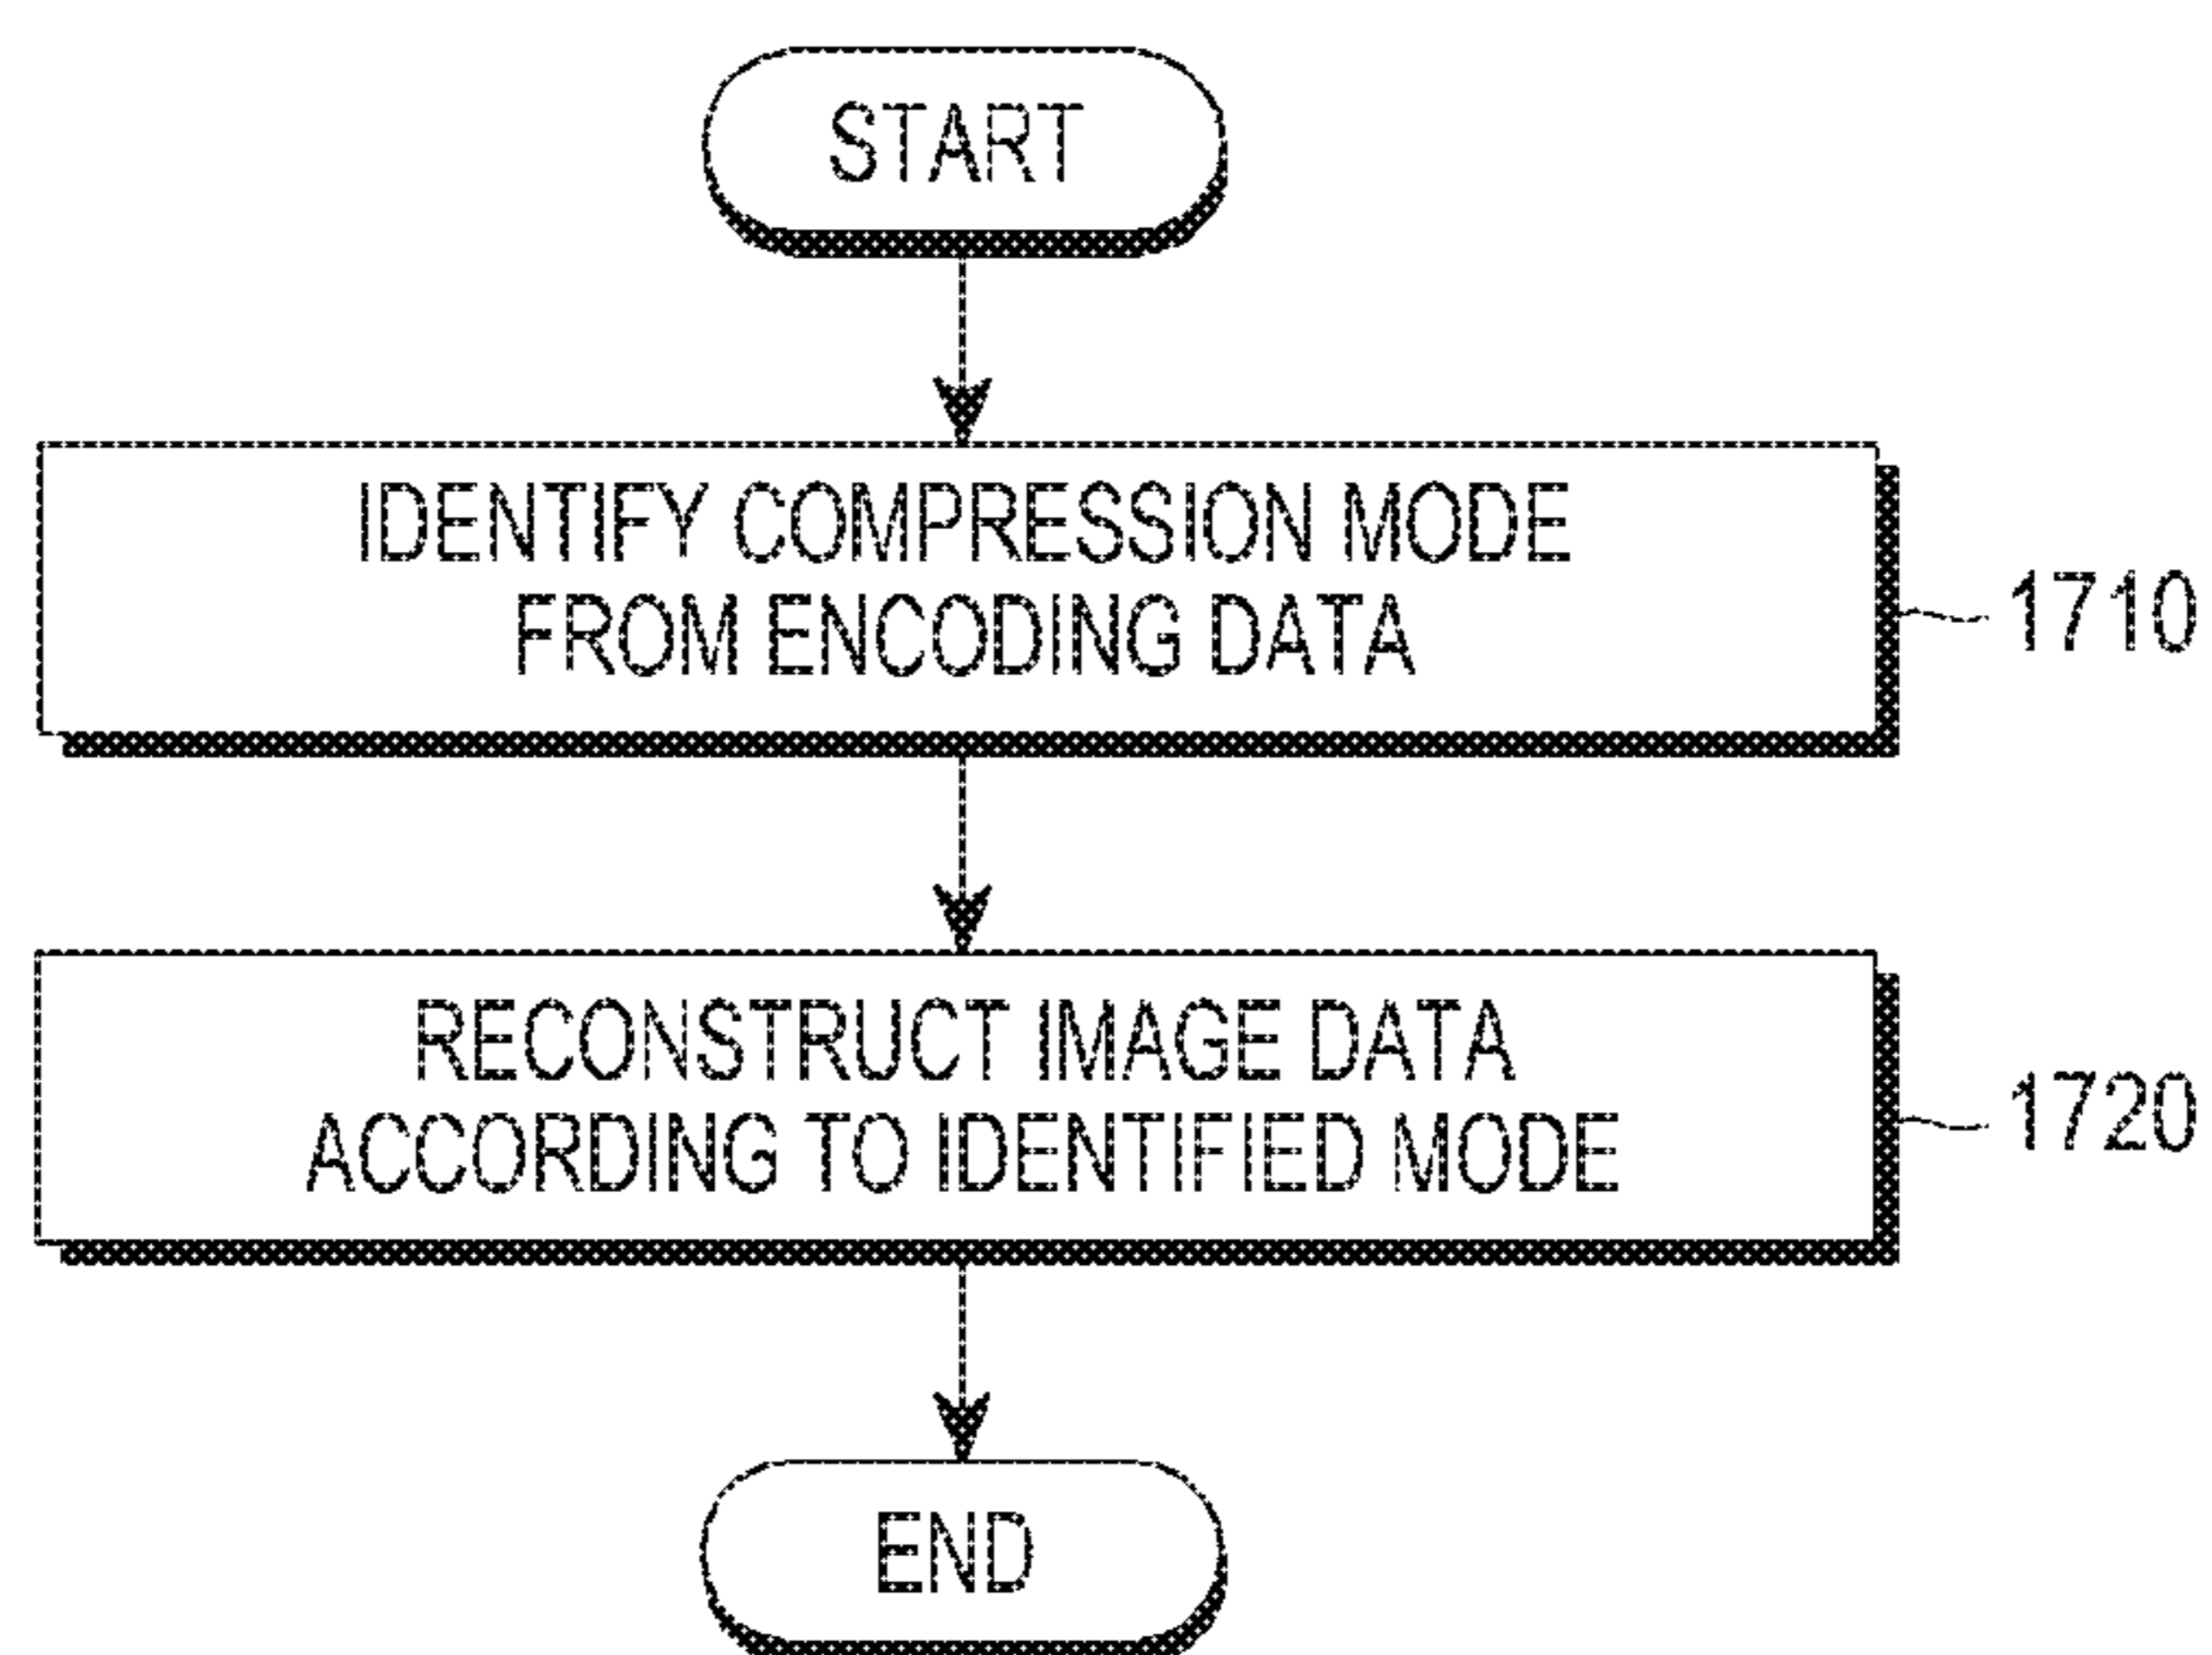 START
IDENTIFY COMPRESSION MODE
FROM ENCODING DATA
1710
RECONSTRUCT IMAGE DATA
ACCORDING TO IDENTIFIED MODE
1720
END